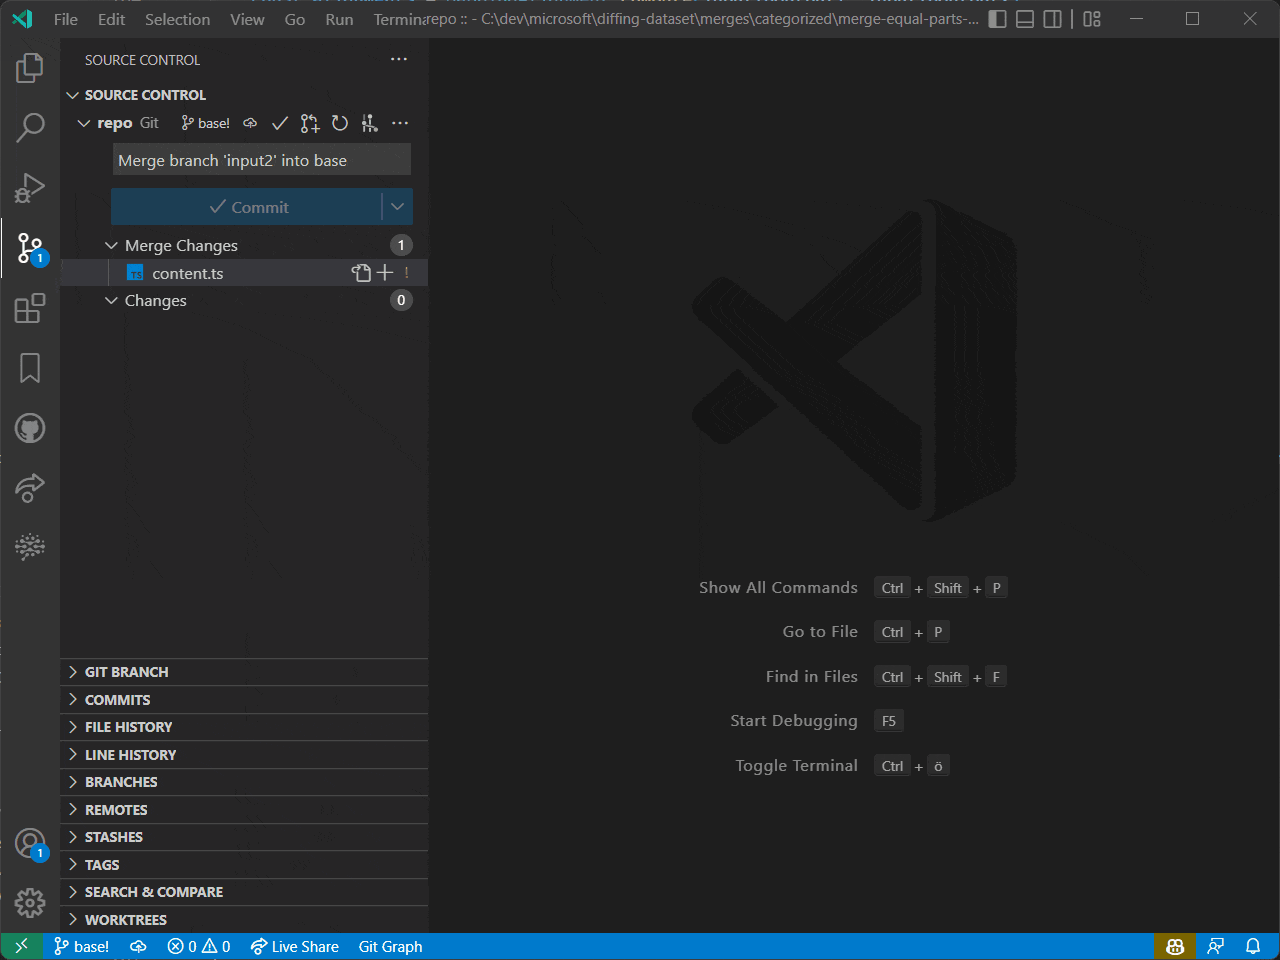 File Edit Selection View Go Run Termina repo :: - C:\dev\microsoft\diffing-dataset\merges\categorized\merge-equal-parts-...
SOURCE CONTROL
SOURCE CONTROL
repo Git base!
Merge branch 'input2' into base
Commit
Merge Changes 1
TS content.ts !
Changes 0
1
Show All Commands Ctrl + Shift + P
Go to File Ctrl + P
Find in Files Ctrl + Shift + F
Start Debugging F5
Toggle Terminal Ctrl + ö
GIT BRANCH
COMMITS
FILE HISTORY
LINE HISTORY
BRANCHES
REMOTES
STASHES
TAGS
SEARCH & COMPARE
WORKTREES
1
base! 0 0 Live Share Git Graph